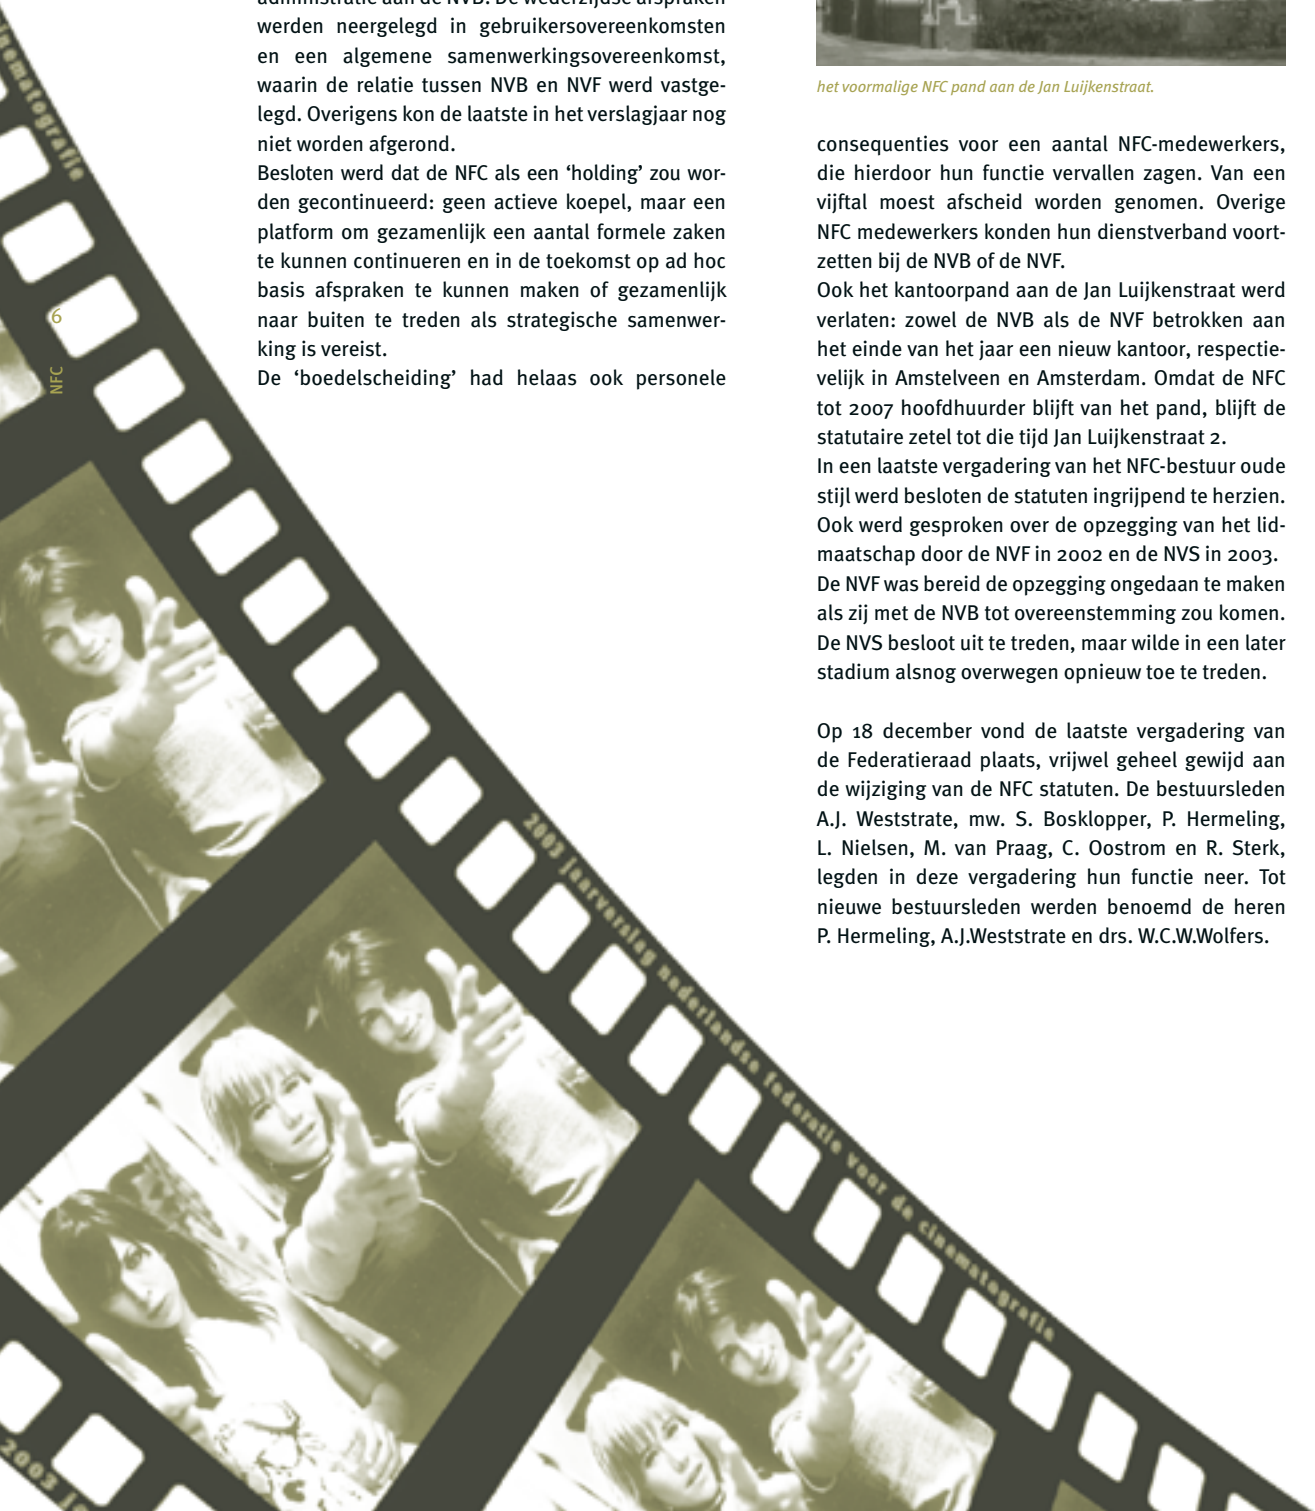 administratie aan de NVB. De wederzijdse afspraken
werden neergelegd in gebruikersovereenkomsten
en een algemene samenwerkingsovereenkomst,
waarin de relatie tussen NVB en NVF werd vastge-
legd. Overigens kon de laatste in het verslagjaar nog
niet worden afgerond.
Besloten werd dat de NFC als een ‘holding’ zou wor-
den gecontinueerd: geen actieve koepel, maar een
platform om gezamenlijk een aantal formele zaken
te kunnen continueren en in de toekomst op ad hoc
basis afspraken te kunnen maken of gezamenlijk
naar buiten te treden als strategische samenwer-
king is vereist.
De ‘boedelscheiding’ had helaas ook personele
het voormalige NFC pand aan de Jan Luijkenstraat.
consequenties voor een aantal NFC-medewerkers,
die hierdoor hun functie vervallen zagen. Van een
vijftal moest afscheid worden genomen. Overige
NFC medewerkers konden hun dienstverband voort-
zetten bij de NVB of de NVF.
Ook het kantoorpand aan de Jan Luijkenstraat werd
verlaten: zowel de NVB als de NVF betrokken aan
het einde van het jaar een nieuw kantoor, respectie-
velijk in Amstelveen en Amsterdam. Omdat de NFC
tot 2007 hoofdhuurder blijft van het pand, blijft de
statutaire zetel tot die tijd Jan Luijkenstraat 2.
In een laatste vergadering van het NFC-bestuur oude
stijl werd besloten de statuten ingrijpend te herzien.
Ook werd gesproken over de opzegging van het lid-
maatschap door de NVF in 2002 en de NVS in 2003.
De NVF was bereid de opzegging ongedaan te maken
als zij met de NVB tot overeenstemming zou komen.
De NVS besloot uit te treden, maar wilde in een later
stadium alsnog overwegen opnieuw toe te treden.
Op 18 december vond de laatste vergadering van
de Federatieraad plaats, vrijwel geheel gewijd aan
de wijziging van de NFC statuten. De bestuursleden
A.J. Weststrate, mw. S. Bosklopper, P. Hermeling,
L. Nielsen, M. van Praag, C. Oostrom en R. Sterk,
legden in deze vergadering hun functie neer. Tot
nieuwe bestuursleden werden benoemd de heren
P. Hermeling, A.J.Weststrate en drs. W.C.W.Wolfers.
6
NFC
cinematografie
2003 jaarverslag nederlandse federatie voor de cinematografie
2003 ja